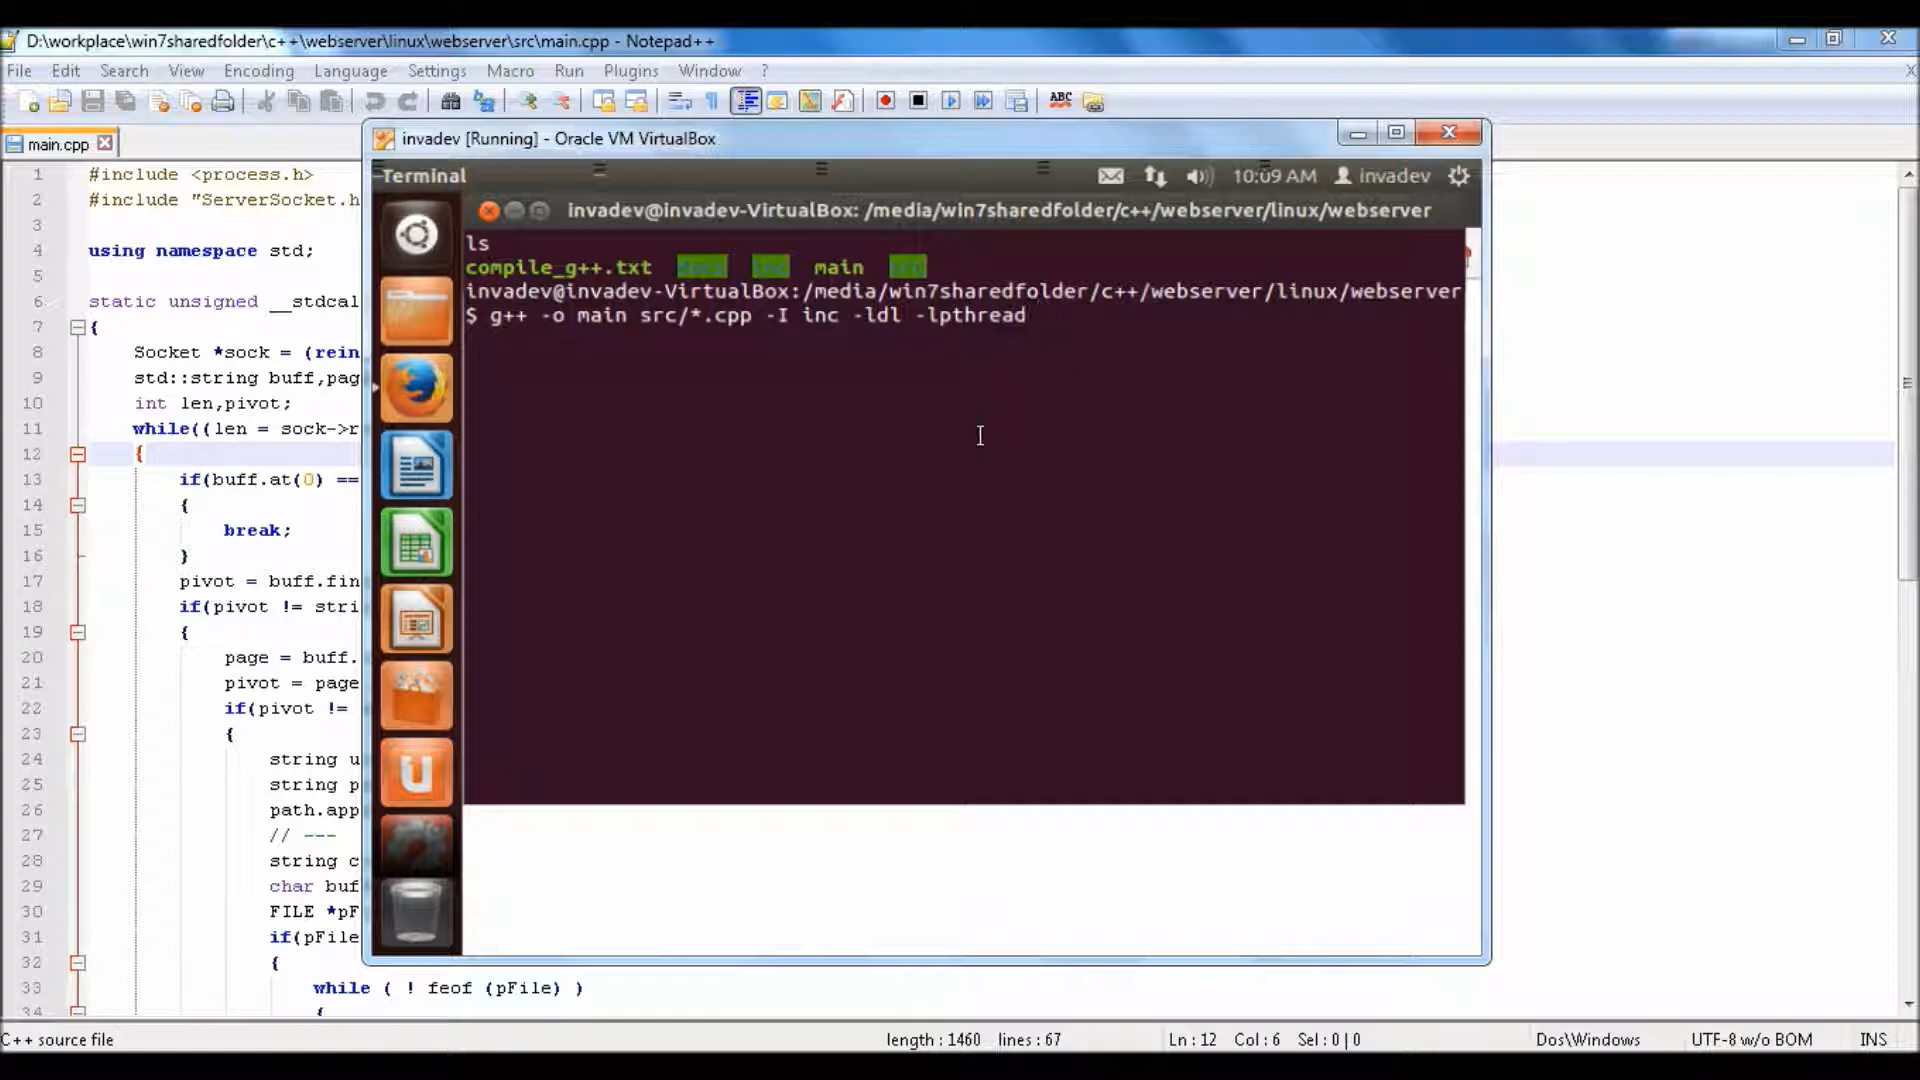 D:\workplace\win7sharedfolder\c++\webserver\linux\webserver\src\main.cpp - Notepad++
File Edit Search View Encoding Language Settings Macro Run Plugins Window ?
ABC
main.cpp
1 #include <process.h>
2 #include "ServerSocket.h
3
4 using namespace std;
5
6 static unsigned __stdcal
7 {
8 Socket *sock = (rein
9 std::string buff,pag
10 int len,pivot;
11 while((len = sock->r
12 {
13 if(buff.at(0) ==
14 {
15 break;
16 }
17 pivot = buff.fin
18 if(pivot != stri
19 {
20 page = buff.
21 pivot = page
22 if(pivot !=
23 {
24 string u
25 string p
26 path.app
27 // ---
28 string c
29 char buf
30 FILE *pF
31 if(pFile
32 {
33 while ( ! feof (pFile) )
34 {
invadev [Running] - Oracle VM VirtualBox
Terminal 10:09 AM invadev
invadev@invadev-VirtualBox: /media/win7sharedfolder/c++/webserver/linux/webserver
ls
compile_g++.txt docs inc main src
invadev@invadev-VirtualBox:/media/win7sharedfolder/c++/webserver/linux/webserver
$ g++ -o main src/*.cpp -I inc -ldl -lpthread
C++ source file length : 1460 lines : 67 Ln : 12 Col : 6 Sel : 0 | 0 Dos\Windows UTF-8 w/o BOM INS